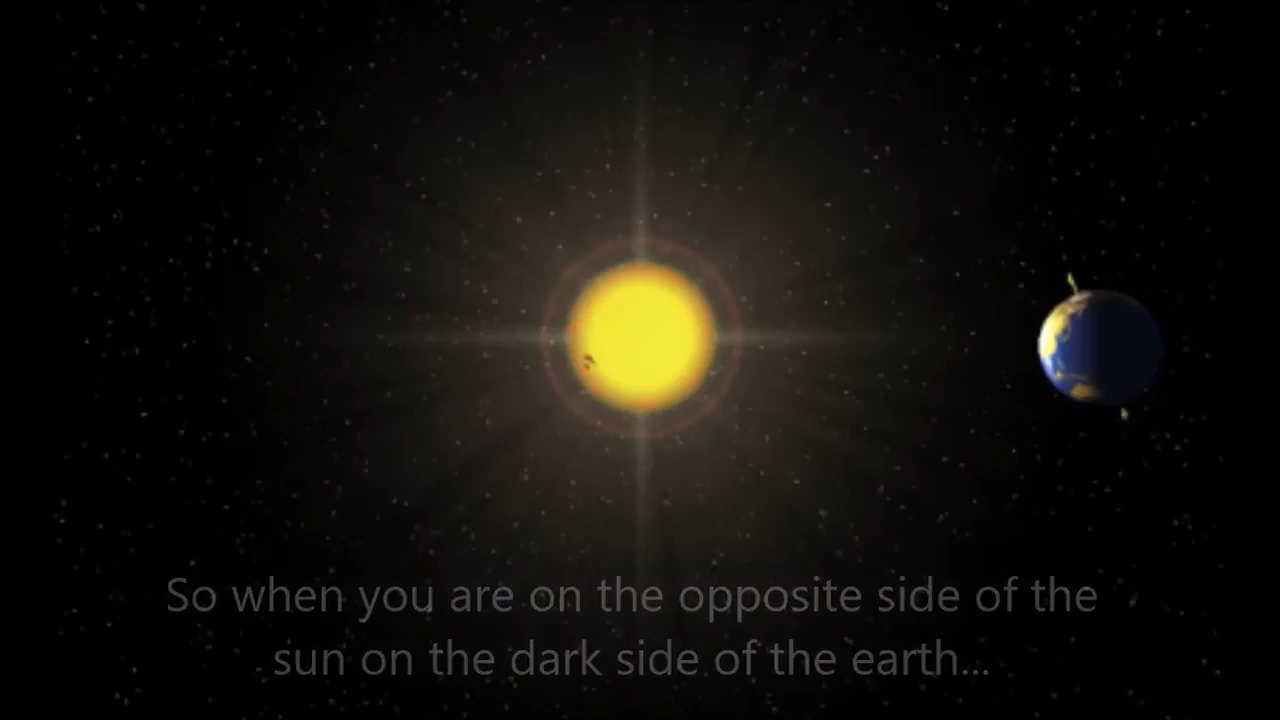 So when you are on the opposite side of the
sun on the dark side of the earth...